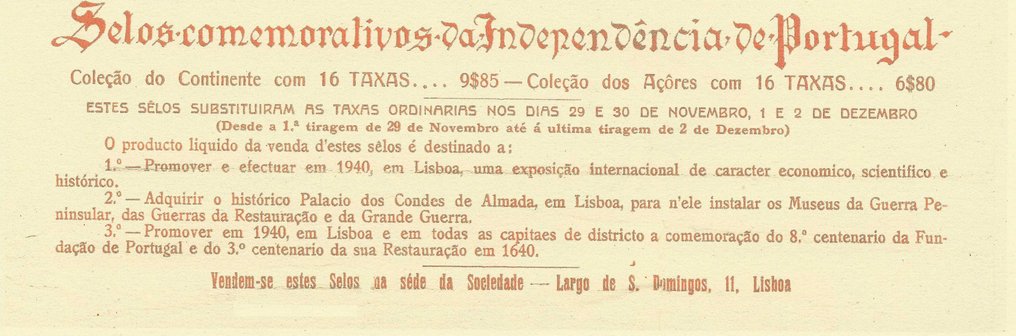 Selos comemorativos da Independência de Portugal
Coleção do Continente com 16 TAXAS.... 9$85 — Coleção dos Açôres com 16 TAXAS.... 6$80
ESTES SÊLOS SUBSTITUIRAM AS TAXAS ORDINARIAS NOS DIAS 29 E 30 DE NOVEMBRO, 1 E 2 DE DEZEMBRO
(Desde a 1.ª tiragem de 29 de Novembro até á ultima tiragem de 2 de Dezembro)
O producto liquido da venda d'estes sêlos é destinado a:
1.º — Promover e efectuar em 1940, em Lisboa, uma exposição internacional de caracter economico, scientifico e
histórico.
2.º — Adquirir o histórico Palacio dos Condes de Almada, em Lisboa, para n'ele instalar os Museus da Guerra Pe-
ninsular, das Guerras da Restauração e da Grande Guerra.
3.º — Promover em 1940, em Lisboa e em todas as capitaes de districto a comemoração do 8.º centenario da Fun-
dação de Portugal e do 3.º centenario da sua Restauração em 1640.
Vendem-se estes Selos na séde da Sociedade — Largo de S. Domingos, 11, Lisboa